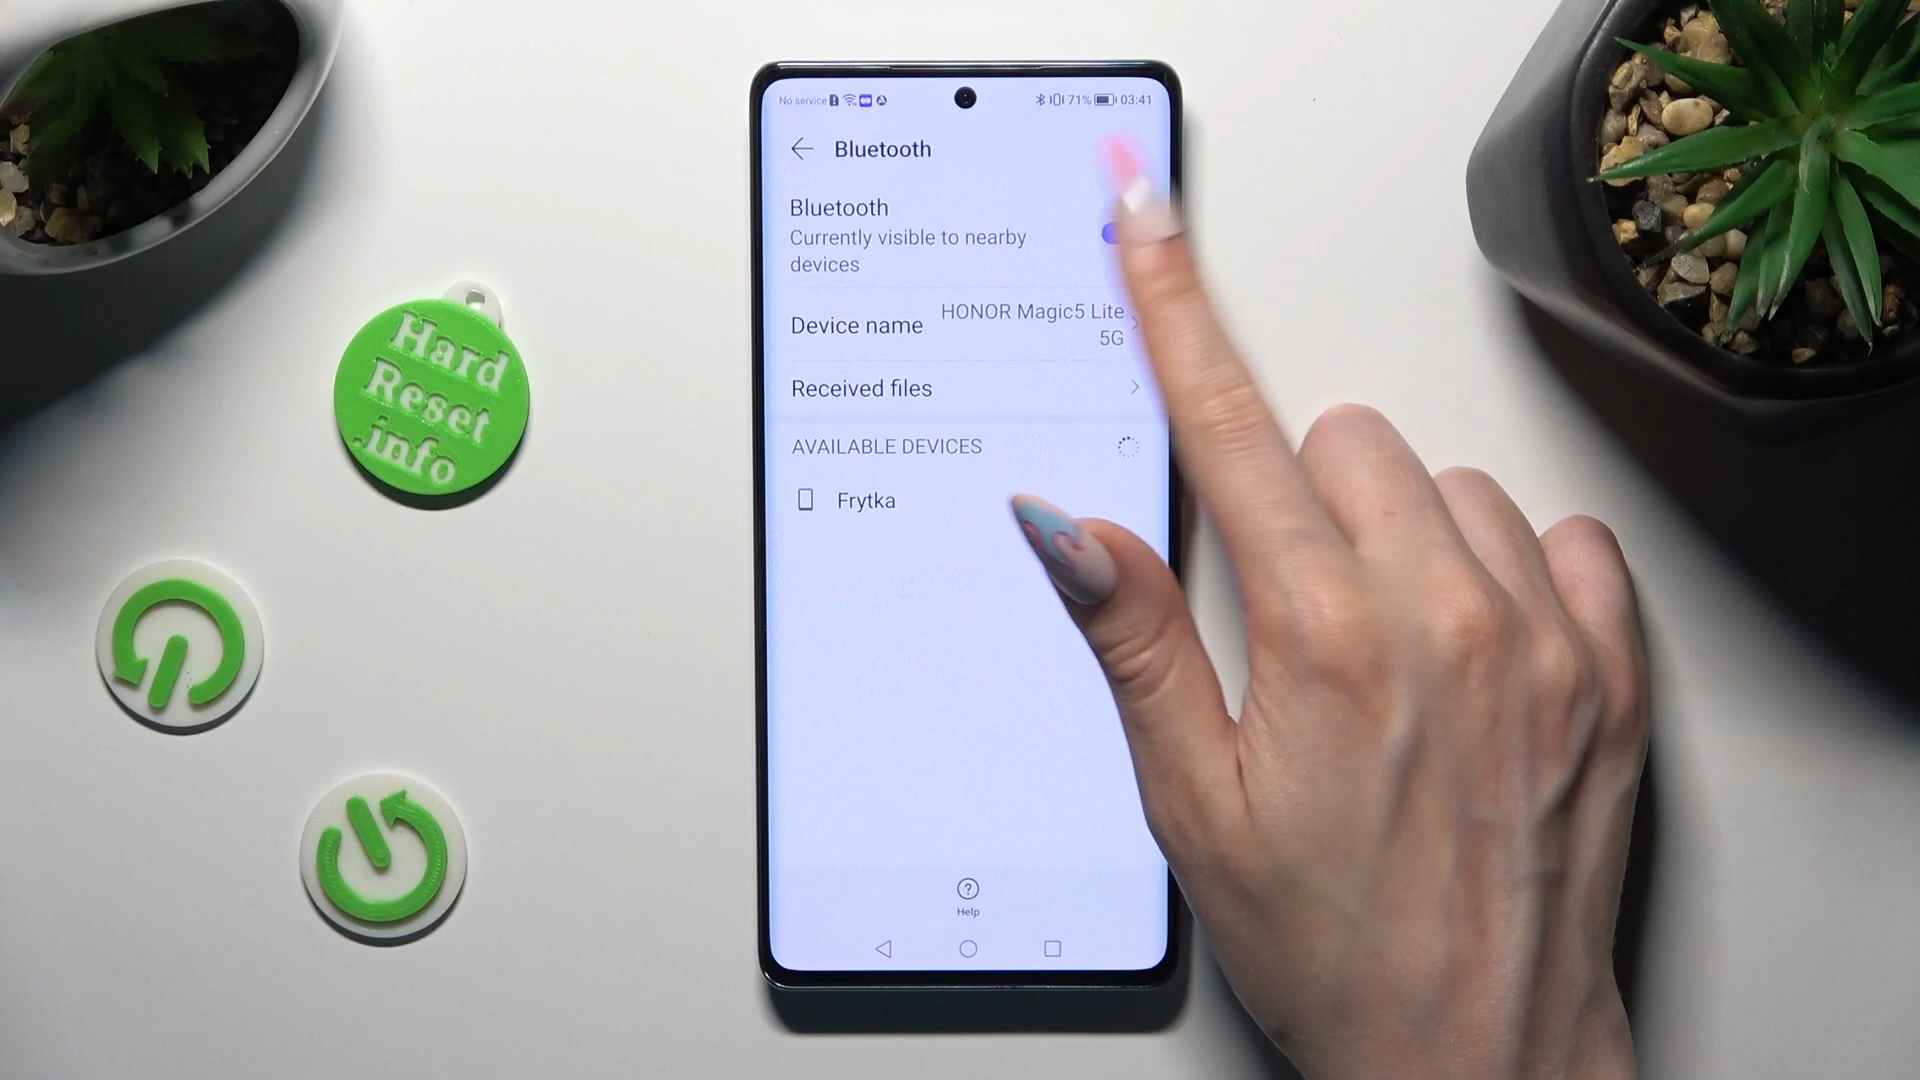 No service 71% 03:41
Bluetooth
Bluetooth
Currently visible to nearby
devices
Device name HONOR Magic5 Lite
5G
Received files
AVAILABLE DEVICES
Frytka
Help
Hard
Reset
.info